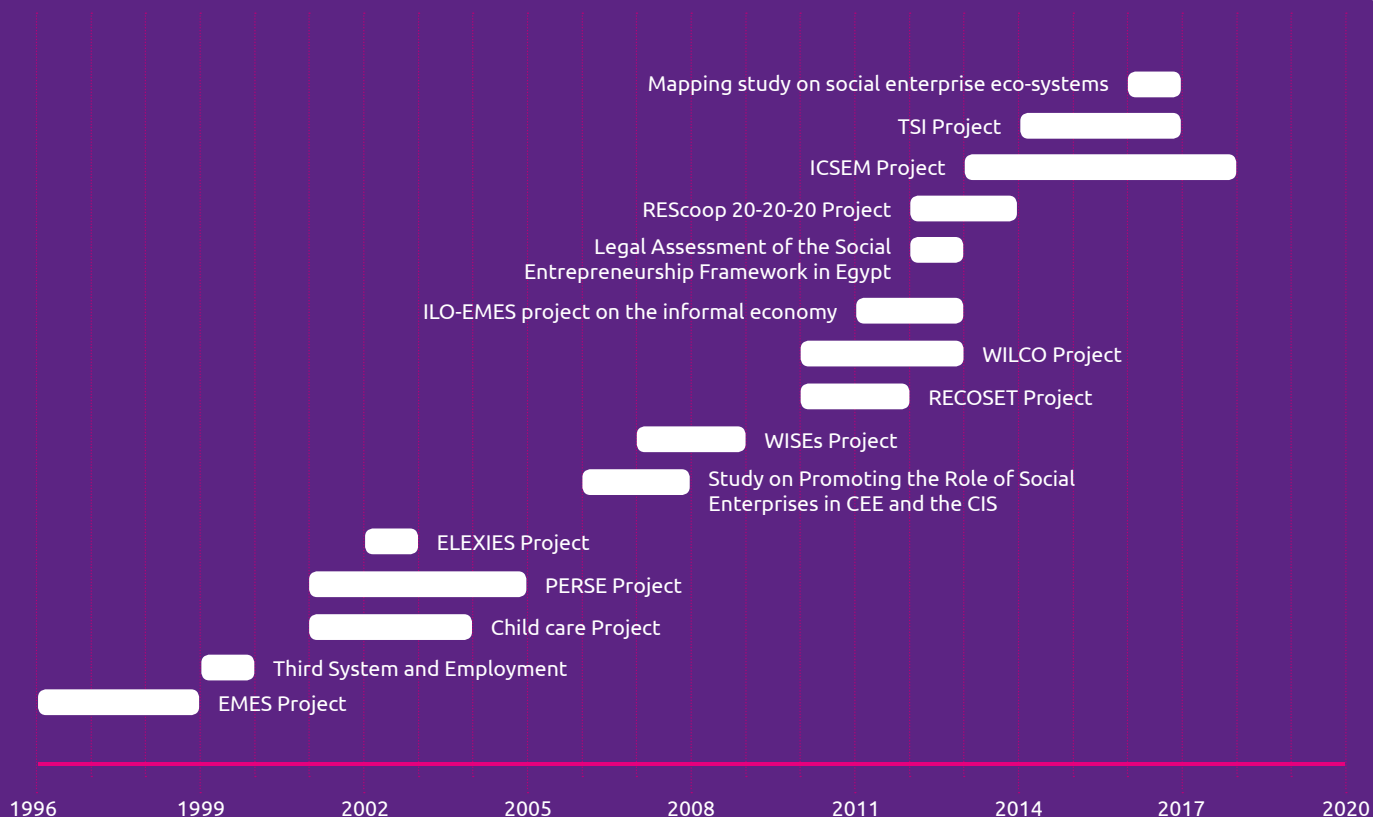 Mapping study on social enterprise eco-systems
TSI Project
ICSEM Project
REScoop 20-20-20 Project
Legal Assessment of the Social
Entrepreneurship Framework in Egypt
ILO-EMES project on the informal economy
WILCO Project
RECOSET Project
WISEs Project
Study on Promoting the Role of Social
Enterprises in CEE and the CIS
ELEXIES Project
PERSE Project
Child care Project
Third System and Employment
EMES Project
1996 1999 2002 2005 2008 2011 2014 2017 2020